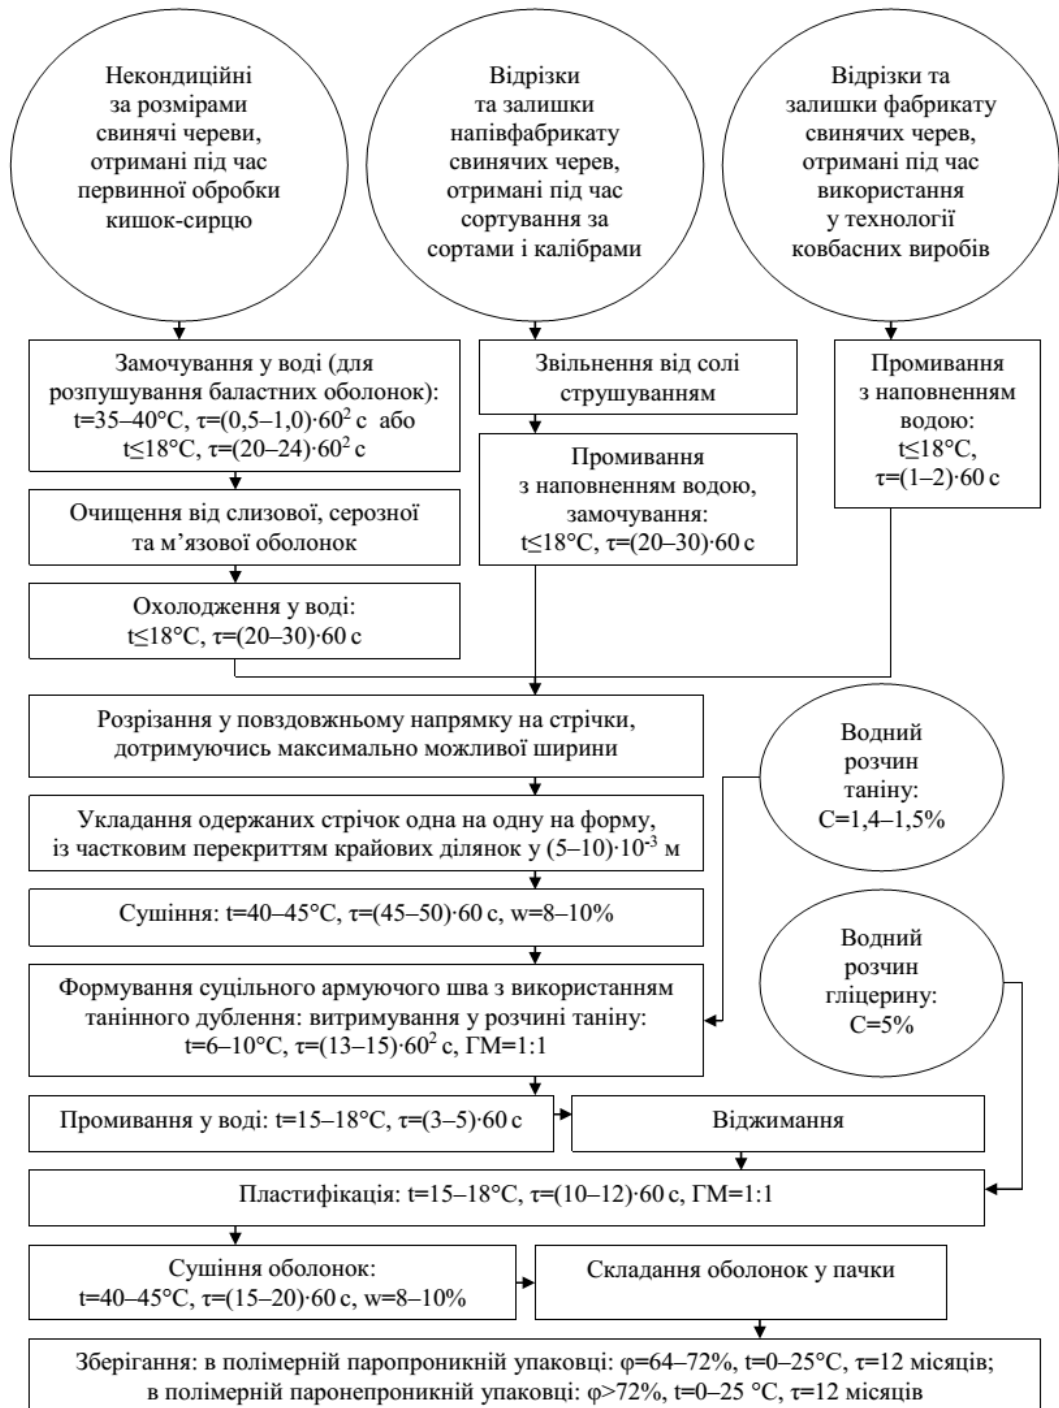 Некондиційні
за розмірами
свинячі череви,
отримані під час
первинної обробки
кишок-сирцю
Відрізки
та залишки
напівфабрикату
свинячих черев,
отримані під час
сортування за
сортами і калібрами
Відрізки та
залишки фабрикату
свинячих черев,
отримані під час
використання
у технології
ковбасних виробів
Замочування у воді (для
розпушування баластних оболонок):
t=35–40°C, τ=(0,5–1,0)·60² с або
t≤18°C, τ=(20–24)·60² с
Очищення від слизової, серозної
та м’язової оболонок
Охолодження у воді:
t≤18°C, τ=(20–30)·60 с
Звільнення від солі
струшуванням
Промивання
з наповненням водою,
замочування:
t≤18°C, τ=(20–30)·60 с
Промивання
з наповненням
водою:
t≤18°C,
τ=(1–2)·60 с
Розрізання у повздовжньому напрямку на стрічки,
дотримуючись максимально можливої ширини
Укладання одержаних стрічок одна на одну на форму,
із частковим перекриттям крайових ділянок у (5–10)·10⁻³ м
Сушіння: t=40–45°C, τ=(45–50)·60 с, w=8–10%
Водний
розчин
таніну:
С=1,4–1,5%
Формування суцільного армуючого шва з використанням
танінного дублення: витримування у розчині таніну:
t=6–10°C, τ=(13–15)·60² с, ГМ=1:1
Водний
розчин
гліцерину:
С=5%
Промивання у воді: t=15–18°C, τ=(3–5)·60 с
Віджимання
Пластифікація: t=15–18°C, τ=(10–12)·60 с, ГМ=1:1
Сушіння оболонок:
t=40–45°C, τ=(15–20)·60 с, w=8–10%
Складання оболонок у пачки
Зберігання: в полімерній паропроникній упаковці: φ=64–72%, t=0–25°C, τ=12 місяців;
в полімерній паронепроникній упаковці: φ>72%, t=0–25 °C, τ=12 місяців